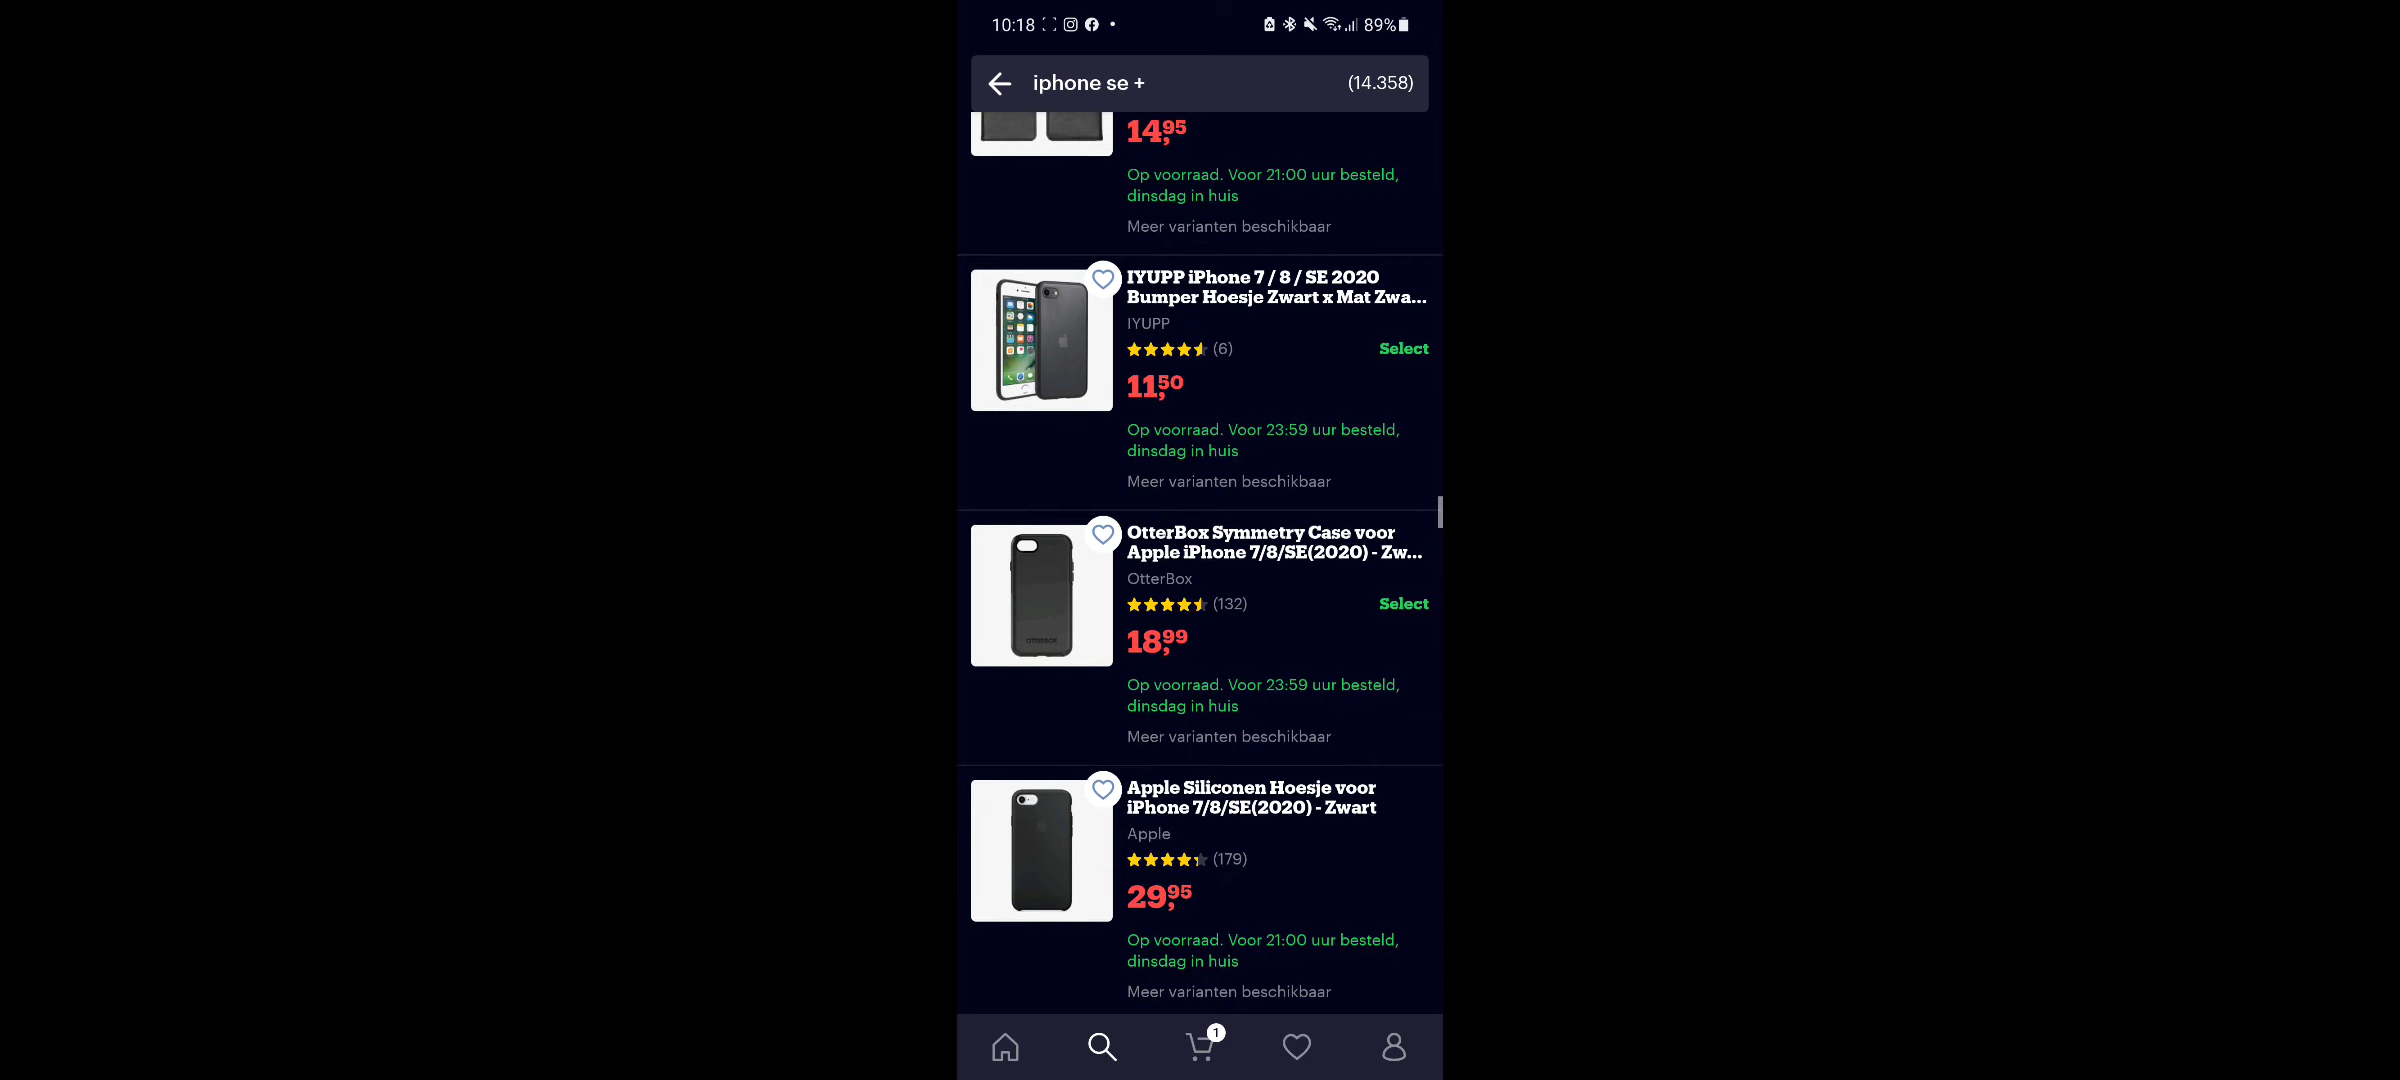 10:18
89%
iphone se +
(14.358)
14,95
Op voorraad. Voor 21:00 uur besteld,
dinsdag in huis
Meer varianten beschikbaar
IYUPP iPhone 7 / 8 / SE 2020
Bumper Hoesje Zwart x Mat Zwa...
IYUPP
(6)
Select
11,50
Op voorraad. Voor 23:59 uur besteld,
dinsdag in huis
Meer varianten beschikbaar
OtterBox Symmetry Case voor
Apple iPhone 7/8/SE(2020) - Zw...
OtterBox
(132)
Select
OTTERBOX
18,99
Op voorraad. Voor 23:59 uur besteld,
dinsdag in huis
Meer varianten beschikbaar
Apple Siliconen Hoesje voor
iPhone 7/8/SE(2020) - Zwart
Apple
(179)
29,95
Op voorraad. Voor 21:00 uur besteld,
dinsdag in huis
Meer varianten beschikbaar
1